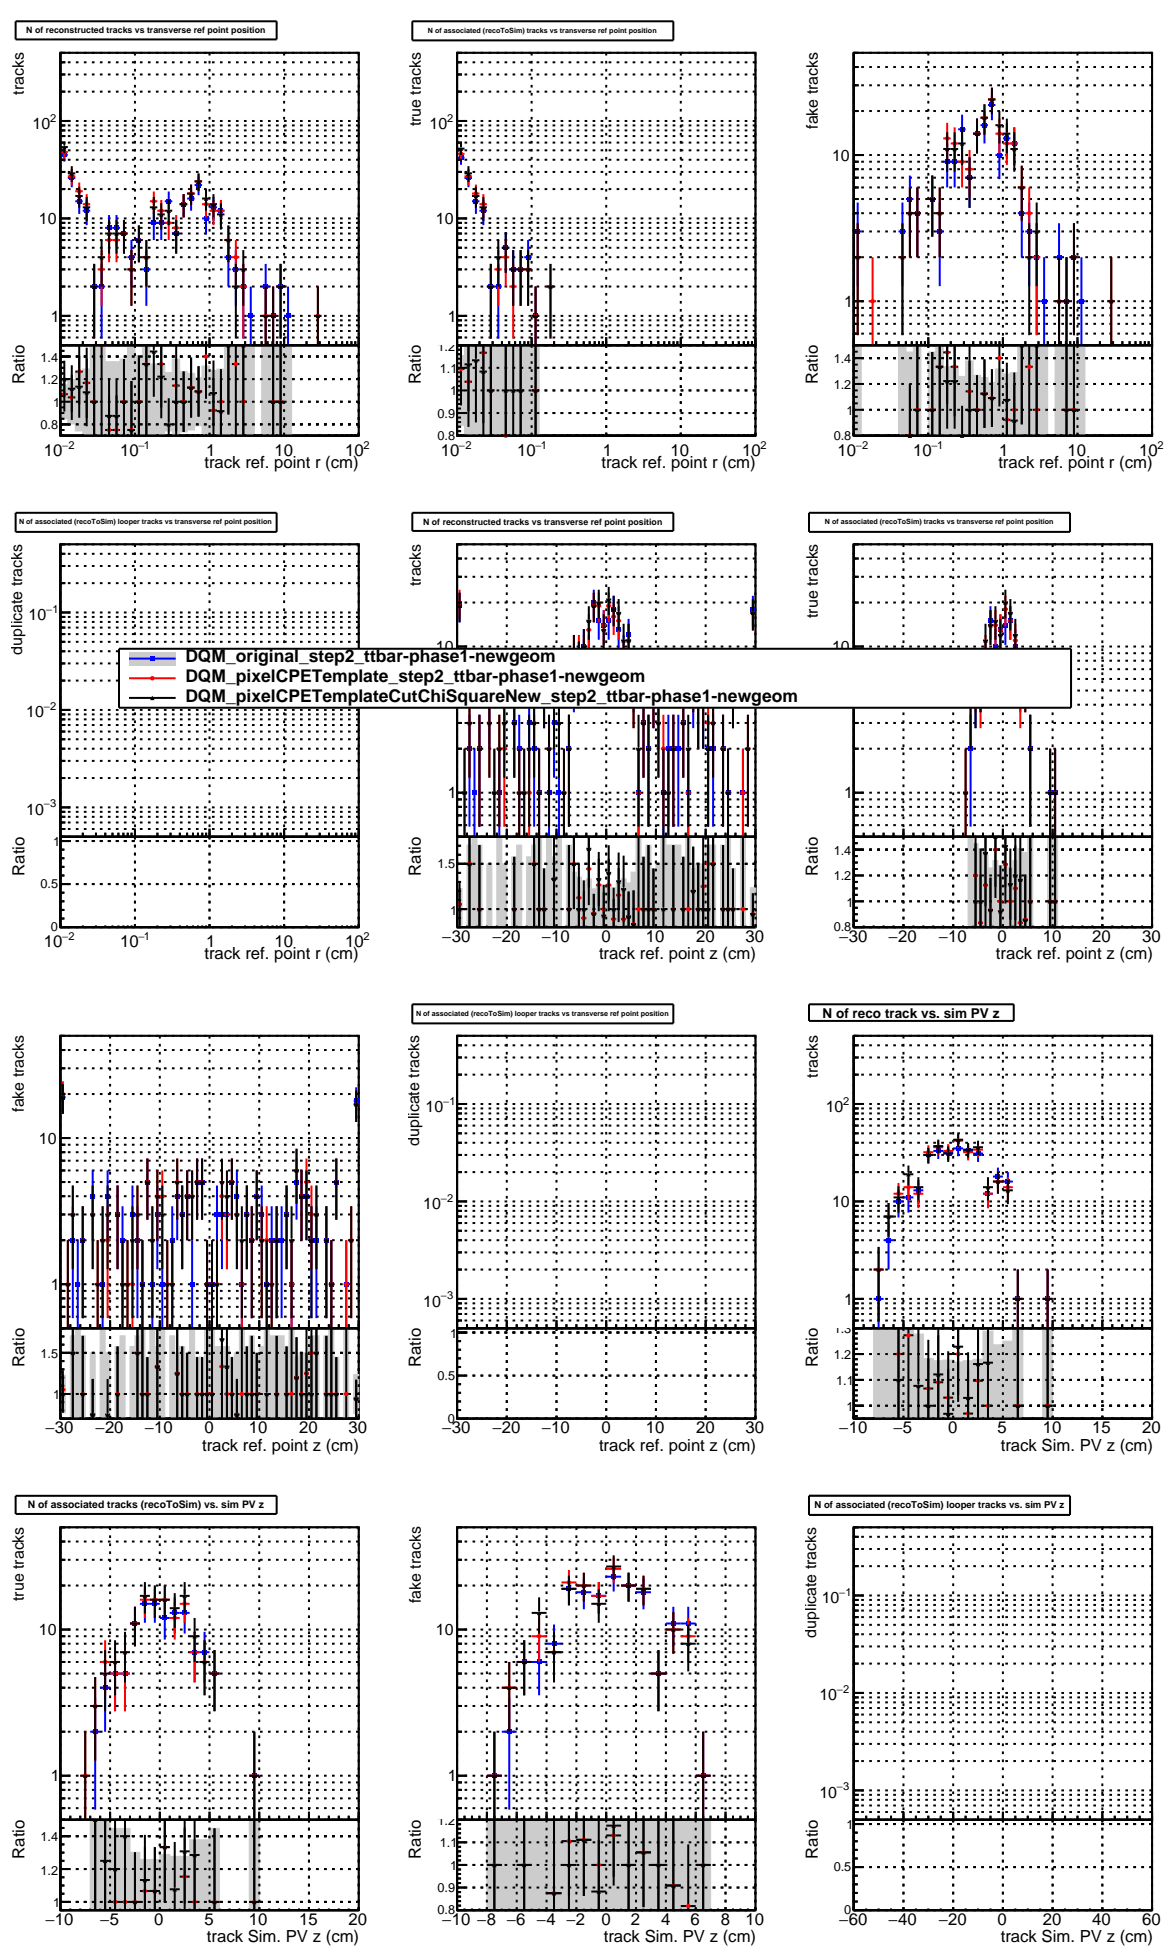 N of reconstructed tracks vs transverse ref point position
tracks
10²
10
1
Ratio
1.4
1.2
1
0.8
10⁻² 10⁻¹ 1 10 10²
track ref. point r (cm)
N of associated (recoToSim) tracks vs transverse ref point position
true tracks
10²
10
1
Ratio
1.2
1.1
1
0.9
0.8
10⁻² 10⁻¹ 1 10 10²
track ref. point r (cm)
fake tracks
10
1
Ratio
1.4
1.2
1
0.8
10⁻² 10⁻¹ 1 10 10²
track ref. point r (cm)
N of associated (recoToSim) looper tracks vs transverse ref point position
duplicate tracks
10⁻¹
10⁻²
10⁻³
Ratio
1
0.5
0
10⁻² 10⁻¹ 1 10 10²
track ref. point r (cm)
N of reconstructed tracks vs transverse ref point position
tracks
10
1
Ratio
1.5
1
−30 −20 −10 0 10 20 30
track ref. point z (cm)
N of associated (recoToSim) tracks vs transverse ref point position
true tracks
10
1
Ratio
1.4
1.2
1
0.8
−30 −20 −10 0 10 20 30
track ref. point z (cm)
DQM_original_step2_ttbar-phase1-newgeom
DQM_pixelCPETemplate_step2_ttbar-phase1-newgeom
DQM_pixelCPETemplateCutChiSquareNew_step2_ttbar-phase1-newgeom
fake tracks
10
1
Ratio
1.5
1
−30 −20 −10 0 10 20 30
track ref. point z (cm)
N of associated (recoToSim) looper tracks vs transverse ref point position
duplicate tracks
10⁻¹
10⁻²
10⁻³
Ratio
1
0.5
0
−30 −20 −10 0 10 20 30
track ref. point z (cm)
N of reco track vs. sim PV z
tracks
10²
10
1
Ratio
1.3
1.2
1.1
1
−10 −5 0 5 10 15 20
track Sim. PV z (cm)
N of associated tracks (recoToSim) vs. sim PV z
true tracks
10
1
Ratio
1.4
1.2
1
−10 −5 0 5 10 15 20
track Sim. PV z (cm)
fake tracks
10
1
Ratio
1.2
1.1
1
0.9
0.8
−10 −8 −6 −4 −2 0 2 4 6 8 10
track Sim. PV z (cm)
N of associated (recoToSim) looper tracks vs. sim PV z
duplicate tracks
10⁻¹
10⁻²
10⁻³
Ratio
1
0.5
0
−60 −40 −20 0 20 40 60
track Sim. PV z (cm)